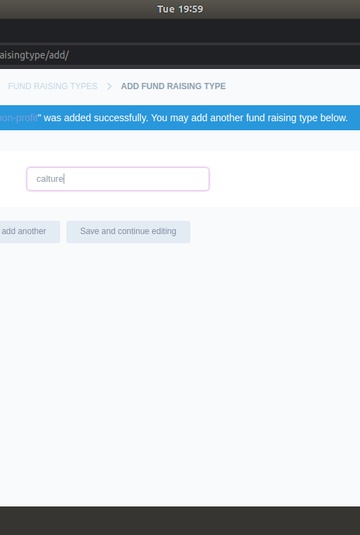 Tue 19:59
aisingtype/add/
FUND RAISING TYPES > ADD FUND RAISING TYPE
on-profit" was added successfully. You may add another fund raising type below.
calture
add another
Save and continue editing